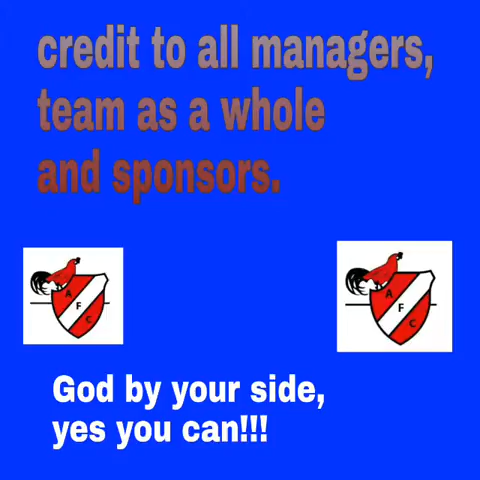 credit to all managers,
team as a whole
and sponsors.
A
F
C
A
F
C
God by your side,
yes you can!!!